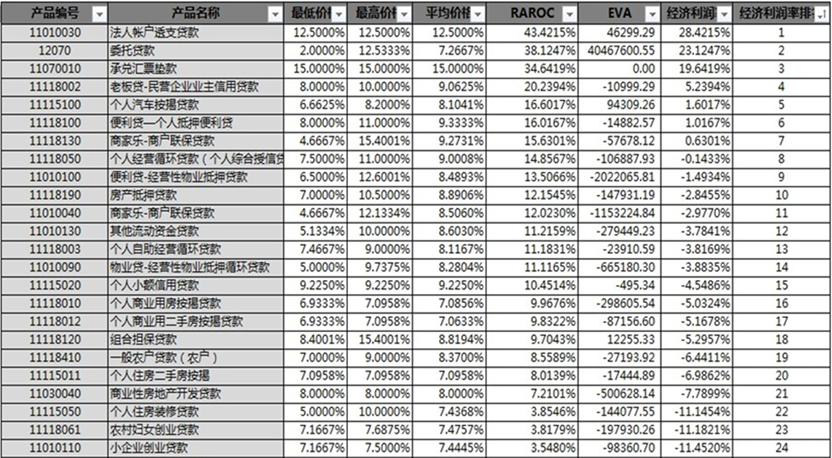 产品编号 产品名称 最低价格 最高价格 平均价格 RAROC EVA 经济利润 经济利润率排
11010030 法人帐户透支贷款 12.5000% 12.5000% 12.5000% 43.4215% 46299.29 28.4215% 1
12070 委托贷款 2.0000% 12.5333% 7.2667% 38.1247% 40467600.55 23.1247% 2
11070010 承兑汇票垫款 15.0000% 15.0000% 15.0000% 34.6419% 0.00 19.6419% 3
11118002 老板贷-民营企业业主信用贷款 8.0000% 10.0000% 9.0625% 20.2394% -10999.29 5.2394% 4
11115100 个人汽车按揭贷款 6.6625% 8.2000% 8.1041% 16.6017% 94309.26 1.6017% 5
11118100 便利贷—个人抵押便利贷 8.0000% 11.0000% 9.3333% 16.0167% -14882.57 1.0167% 6
11118130 商家乐-商户联保贷款 4.6667% 15.4001% 9.2731% 15.6301% -57678.12 0.6301% 7
11118050 个人经营循环贷款（个人综合授信贷 7.5000% 11.0000% 9.0008% 14.8567% -106887.93 -0.1433% 8
11010100 便利贷-经营性物业抵押贷款 6.5000% 12.6001% 8.4893% 13.5066% -2022065.81 -1.4934% 9
11118190 房产抵押贷款 7.0000% 10.5000% 8.8906% 12.1545% -147931.19 -2.8455% 10
11010040 商家乐-商户联保贷款 4.6667% 12.1334% 8.5060% 12.0230% -1153224.84 -2.9770% 11
11010130 其他流动资金贷款 5.1334% 10.0000% 8.6030% 11.2159% -279449.23 -3.7841% 12
11118003 个人自助经营循环贷款 7.4667% 9.0000% 8.1167% 11.1831% -23910.59 -3.8169% 13
11010090 物业贷-经营性物业抵押循环贷款 5.0000% 9.7375% 8.2804% 11.1165% -665180.30 -3.8835% 14
11115020 个人小额信用贷款 9.2250% 9.2250% 9.2250% 10.4514% -495.34 -4.5486% 15
11118010 个人商业用房按揭贷款 6.9333% 7.0958% 7.0856% 9.9676% -298605.54 -5.0324% 16
11118012 个人商业用二手房按揭贷款 6.9333% 7.0958% 7.0633% 9.8322% -87156.60 -5.1678% 17
11118120 组合担保贷款 8.4001% 15.4001% 8.8194% 9.7043% 12255.33 -5.2957% 18
11118410 一般农户贷款（农户） 7.0000% 9.0000% 8.3700% 8.5589% -27193.92 -6.4411% 19
11115011 个人住房二手房按揭 7.0958% 7.0958% 7.0958% 8.0139% -17444.89 -6.9862% 20
11030040 商业性房地产开发贷款 8.0000% 8.0000% 8.0000% 7.2101% -500628.14 -7.7899% 21
11115050 个人住房装修贷款 5.0000% 10.0000% 7.4368% 3.8546% -144077.55 -11.1454% 22
11118061 农村妇女创业贷款 7.1667% 7.6875% 7.4757% 3.8179% -197930.26 -11.1821% 23
11010110 小企业创业贷款 7.1667% 7.5000% 7.4445% 3.5480% -98360.70 -11.4520% 24